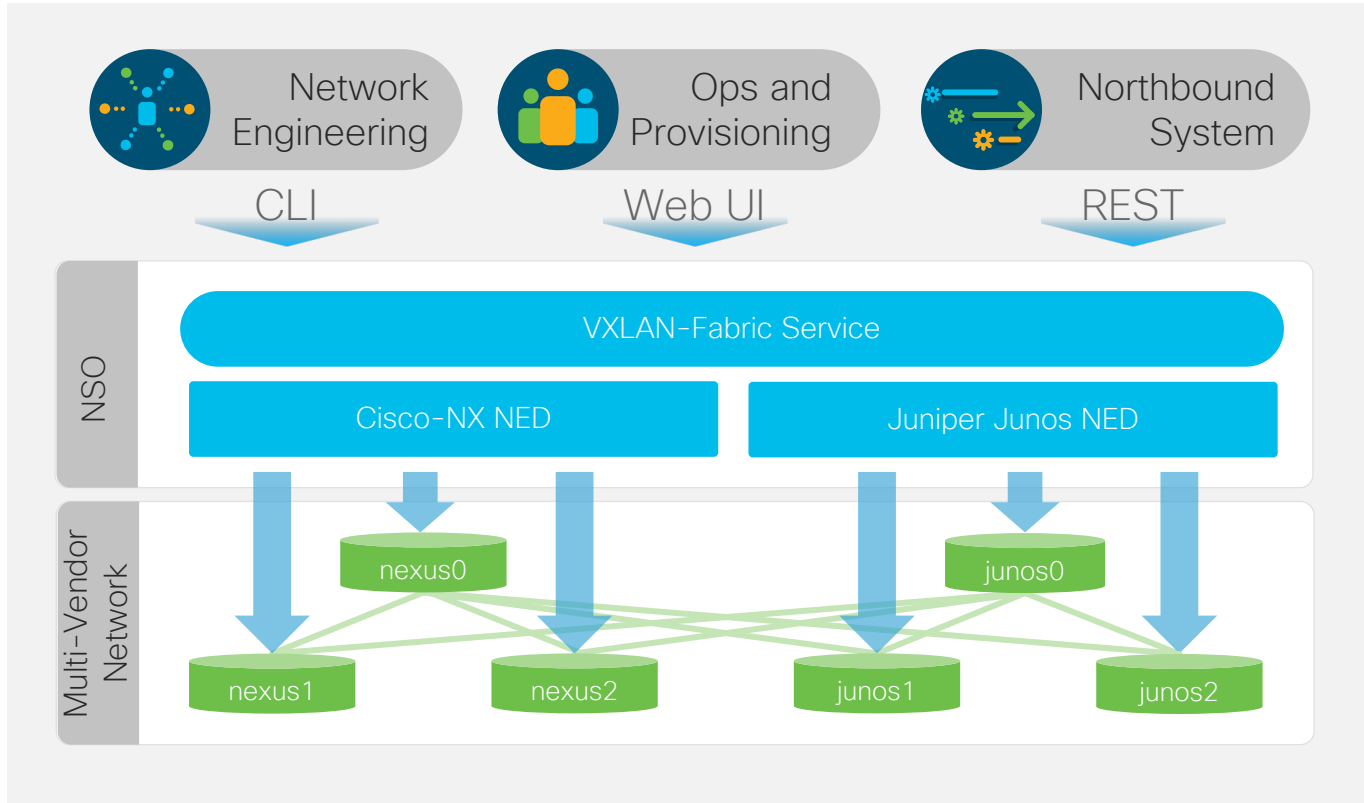 Network
Engineering
Ops and
Provisioning
Northbound
System
CLI
Web UI
REST
NSO
VXLAN-Fabric Service
Cisco-NX NED
Juniper Junos NED
Multi-Vendor
Network
nexus0
junos0
nexus1
nexus2
junos1
junos2